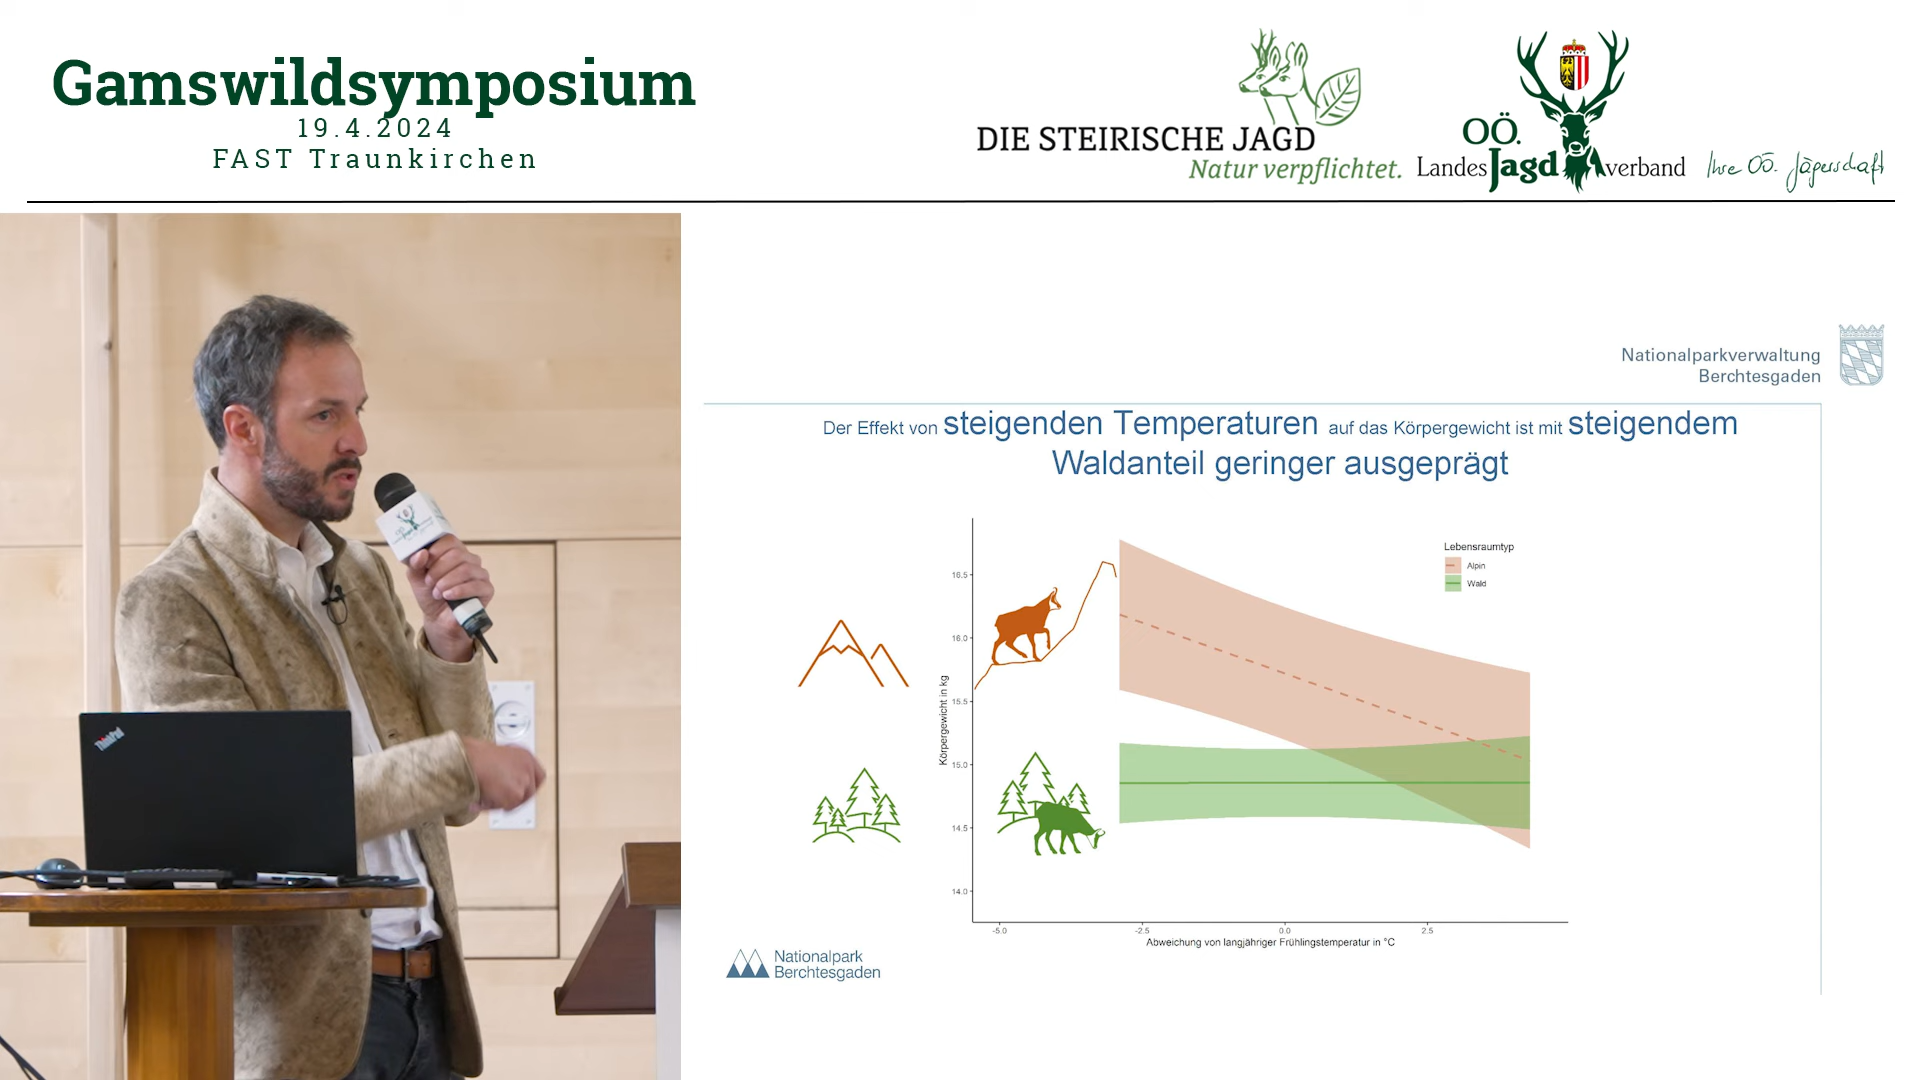 Gamswildsymposium
19.4.2024
FAST Traunkirchen
DIE STEIRISCHE JAGD
Natur verpflichtet.
OÖ.
LandesJagdverband
Ihre OÖ. Jägerschaft
OÖ
ThinkPad
Nationalparkverwaltung
Berchtesgaden
Der Effekt von steigenden Temperaturen auf das Körpergewicht ist mit steigendem
Waldanteil geringer ausgeprägt
Lebensraumtyp
Alpin
Wald
Körpergewicht in kg
16.5
16.0
15.5
15.0
14.5
14.0
-5.0
-2.5
0.0
2.5
Abweichung von langjähriger Frühlingstemperatur in °C
Nationalpark
Berchtesgaden